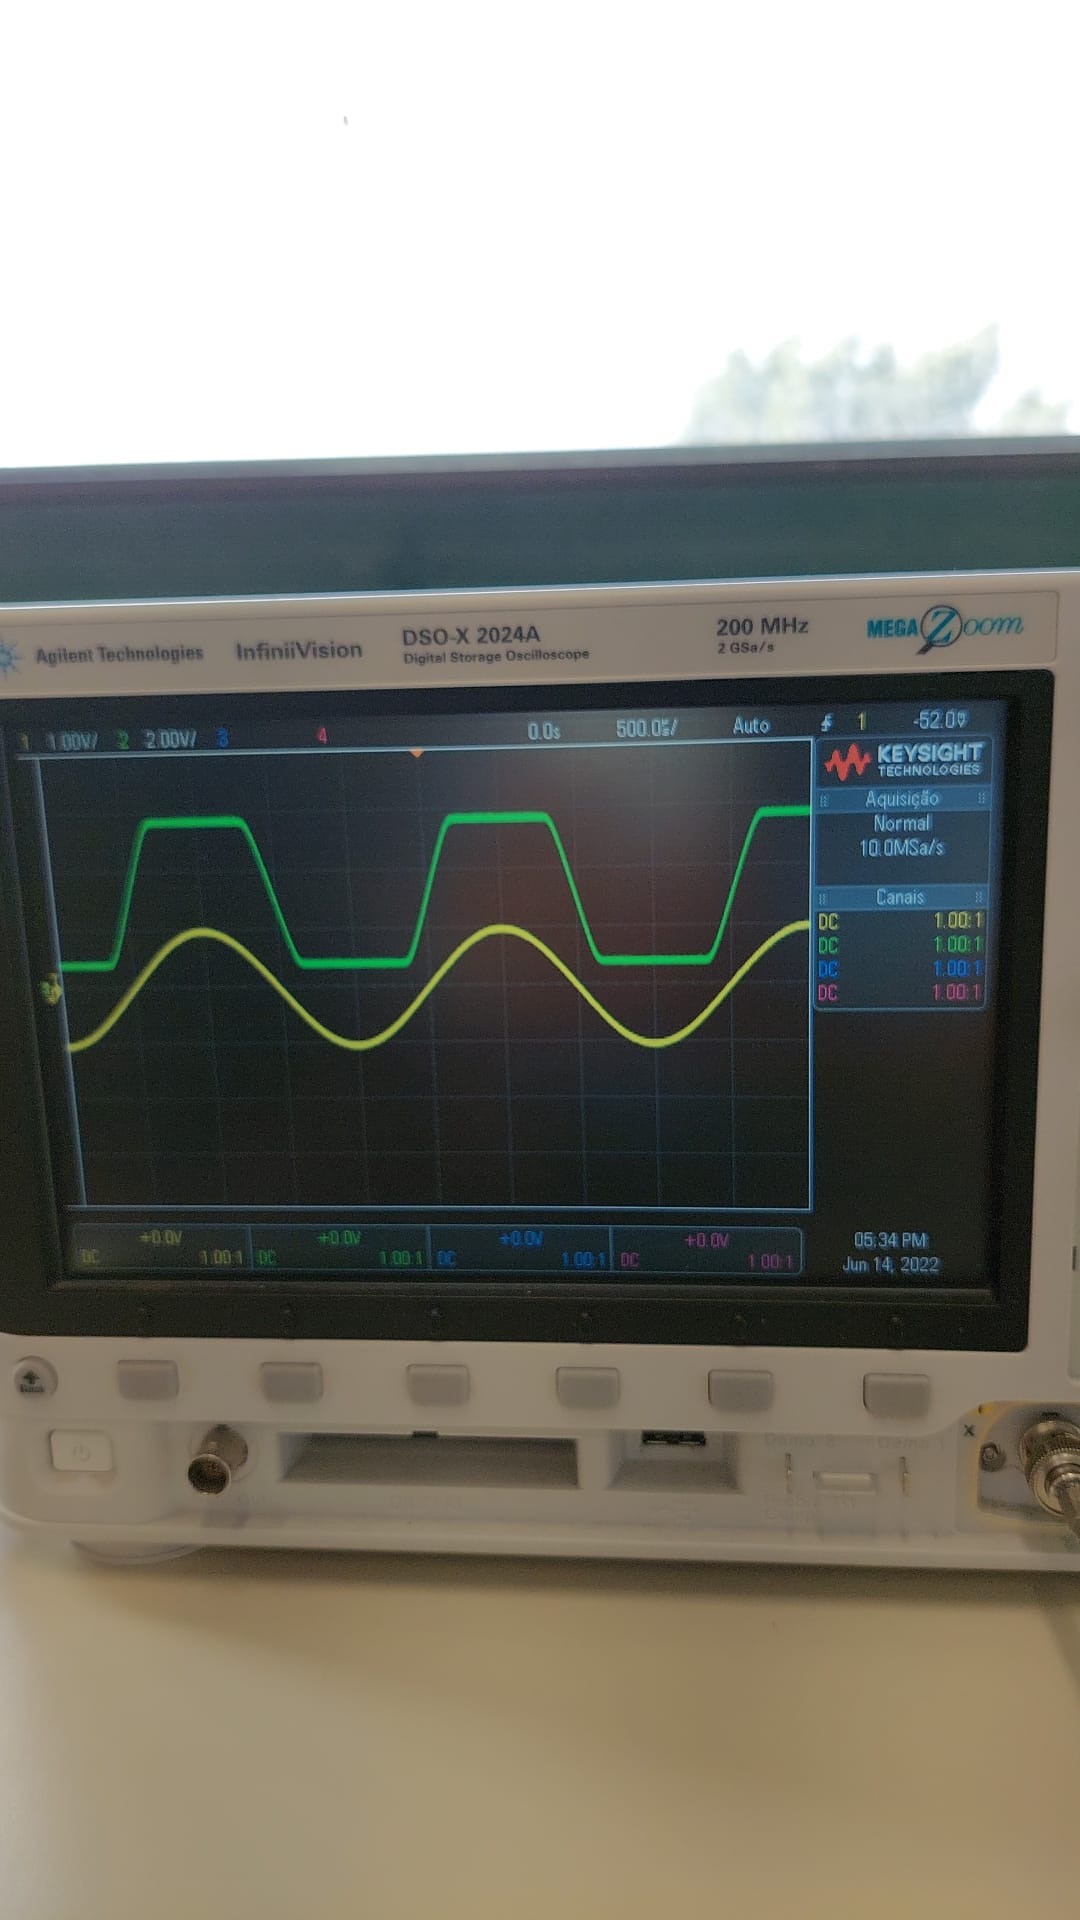 Agilent Technologies InfiniiVision DSO-X 2024A 200 MHz MEGA Zoom
Digital Storage Oscilloscope 2 GSa/s
1 1.00V/ 2 2.00V/ 3 4 0.0s 500.0%/ Auto 1 -52.0V
KEYSIGHT
TECHNOLOGIES
Aquisição
Normal
10.0MSa/s
Canais
DC 1.00:1
DC 1.00:1
DC 1.00:1
DC 1.00:1
+0.0V +0.0V +0.0V +0.0V
DC 1.00:1 DC 1.00:1 DC 1.00:1 DC 1.00:1
05:34 PM
Jun 14, 2022
Back
X